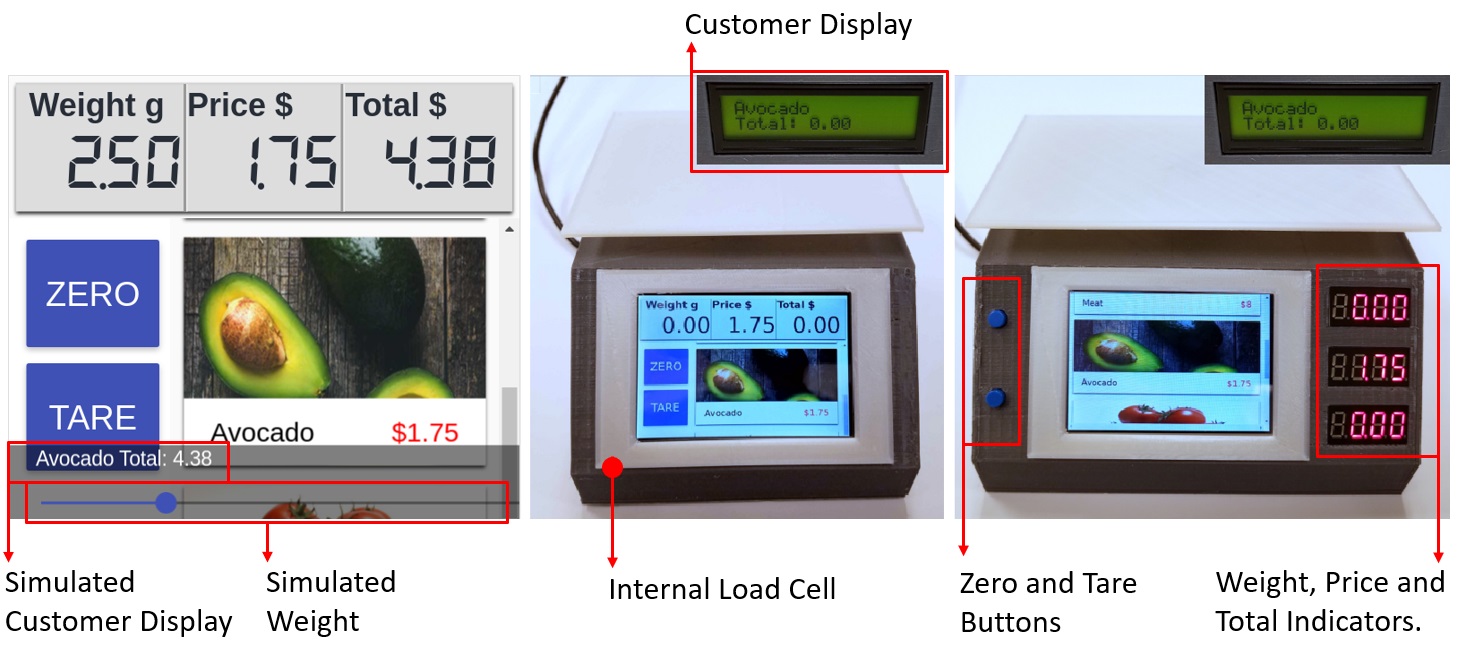 Customer Display
Weight g Price $ Total $
2.50 1.75 4.38
ZERO
TARE
Avocado $1.75
Avocado Total: 4.38
Avocado
Total: 0.00
Weight g Price $ Total $
0.00 1.75 0.00
ZERO
TARE
Avocado $1.75
Avocado
Total: 0.00
Meat $8
Avocado $1.75
0.00
1.75
0.00
Simulated
Customer Display
Simulated
Weight
Internal Load Cell
Zero and Tare
Buttons
Weight, Price and
Total Indicators.